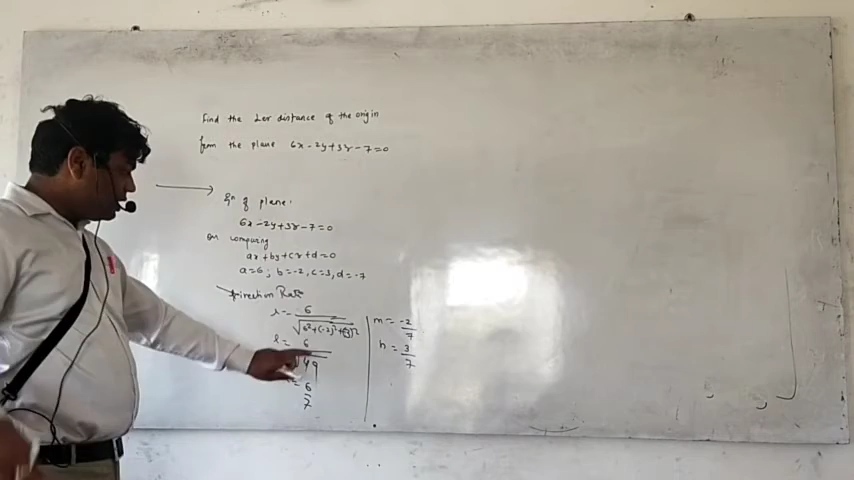 Find the Ler distance of the origin
from the plane 6x-2y+3z-7=0
Eqn of plane:
6x-2y+3z-7=0
On comparing
ax+by+cz+d=0
a=6; b=-2, c=3, d=-7
Direction Ratio
l = 6/√6²+(-2)²+(3)²
l = 6/√49
= 6/7
m = -2/7
n = 3/7